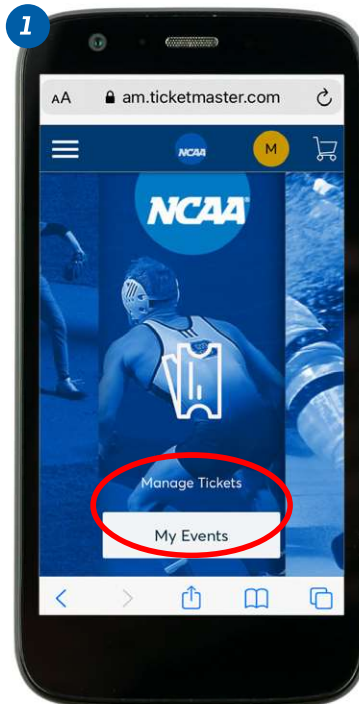 1
AA am.ticketmaster.com
NCAA M
NCAA
Manage Tickets
My Events